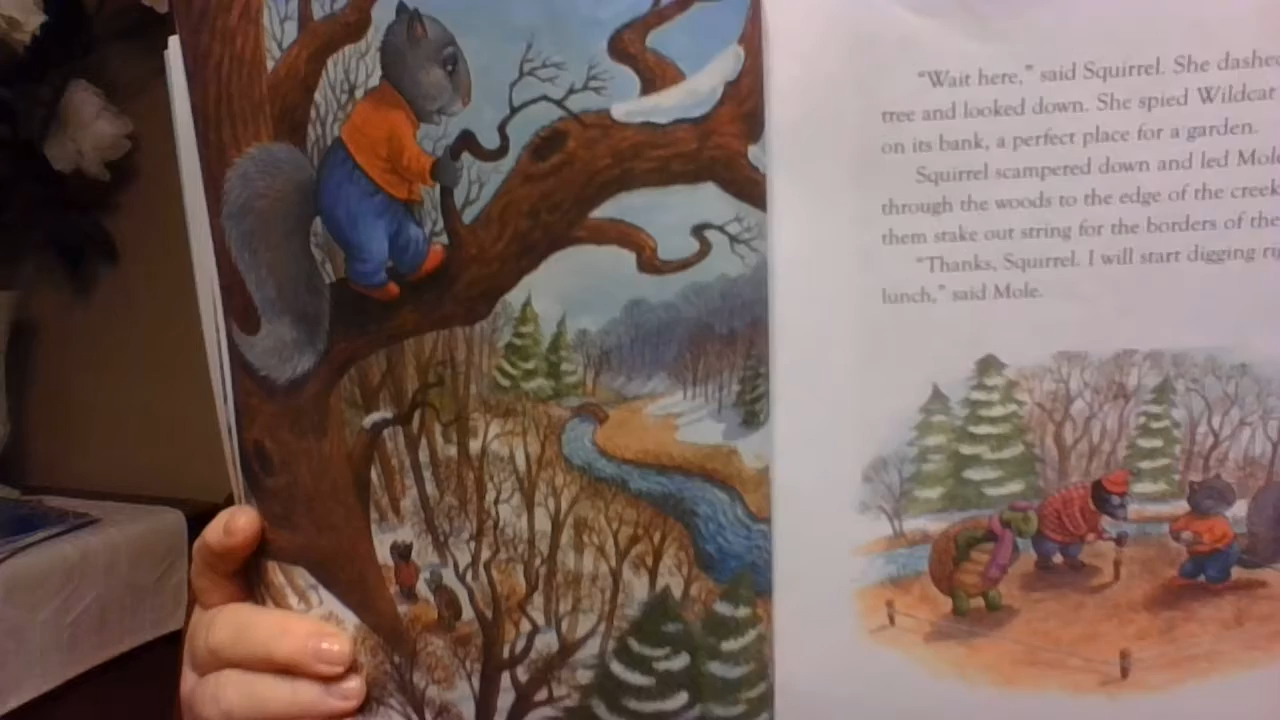 “Wait here,” said Squirrel. She dashed
tree and looked down. She spied Wildcat
on its bank, a perfect place for a garden.
Squirrel scampered down and led Mole
through the woods to the edge of the creek
them stake out string for the borders of the
“Thanks, Squirrel. I will start digging
lunch,” said Mole.